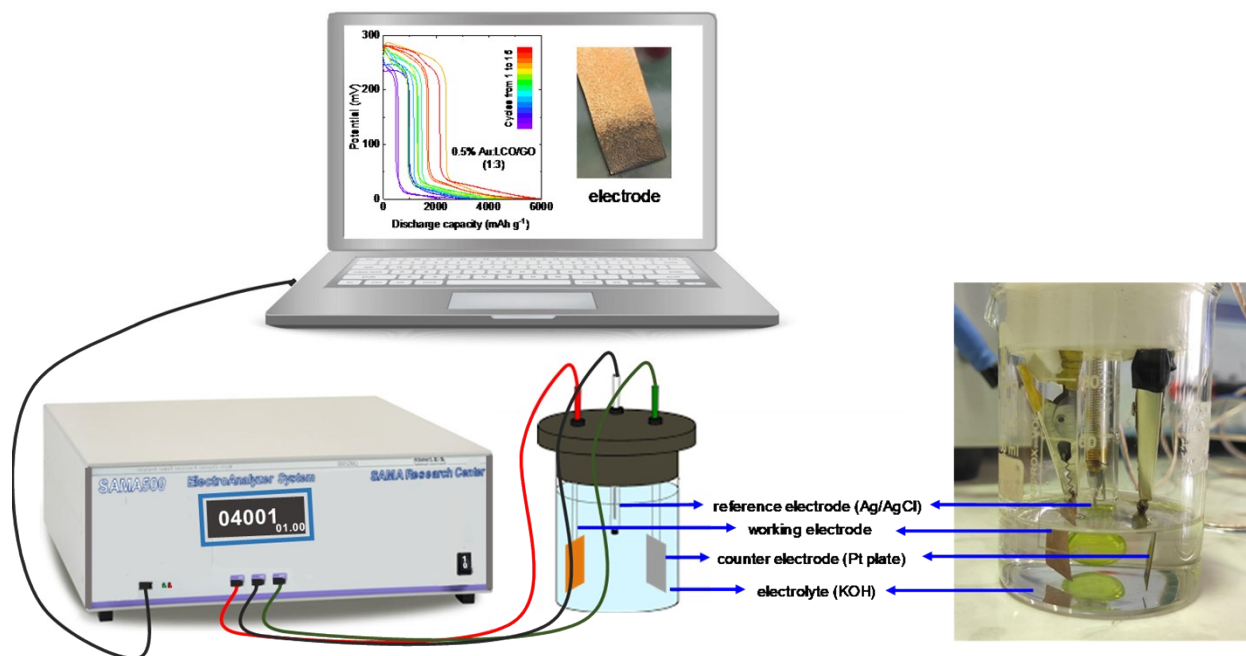 300
200
100
0
Potential (mV)
Cycles from 1 to 15
0.5% Au:LCO/GO
(1:3)
0 2000 4000 6000
Discharge capacity (mAh g⁻¹)
electrode
SAMA500
ElectroAnalyzer System
SAMA Research Center
04001
01.00
reference electrode (Ag/AgCl)
working electrode
counter electrode (Pt plate)
electrolyte (KOH)